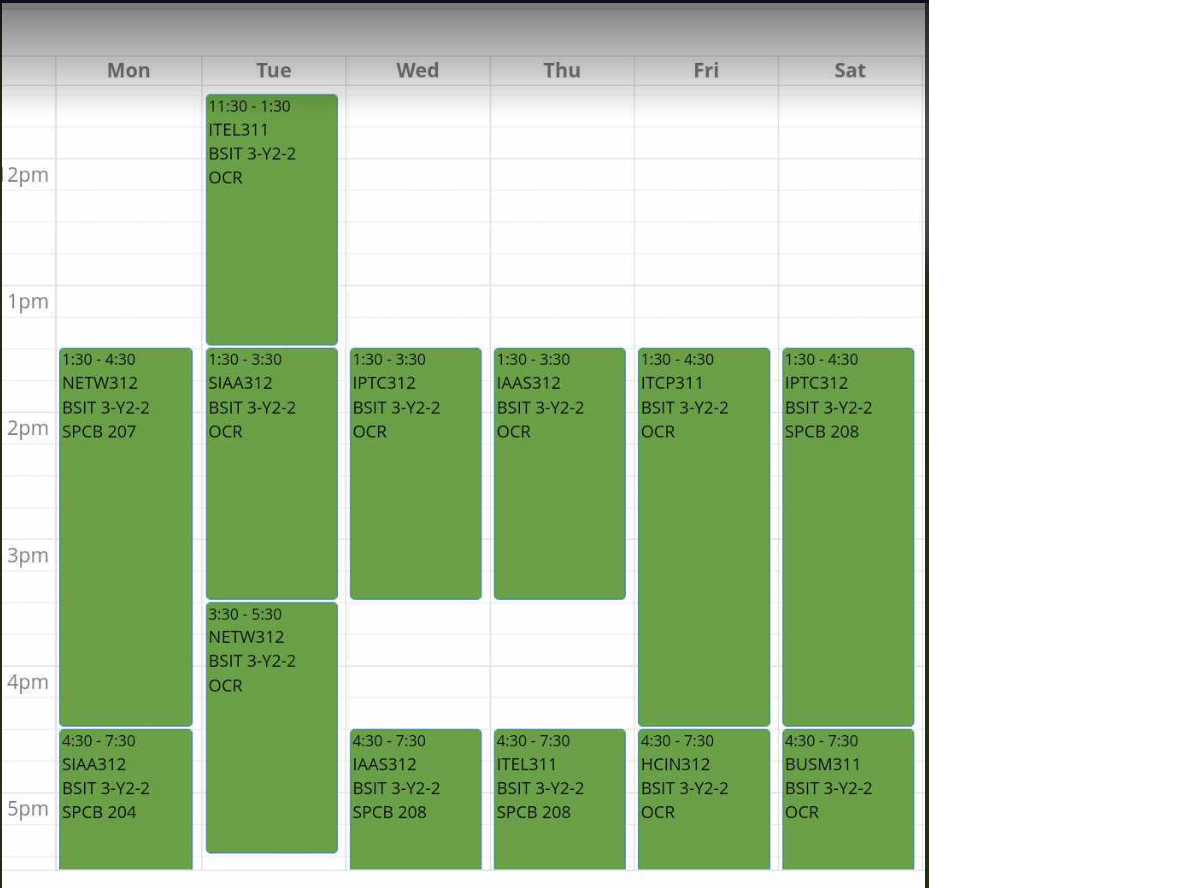 Mon Tue Wed Thu Fri Sat
11:30 - 1:30
ITEL311
BSIT 3-Y2-2
OCR
2pm
1pm
1:30 - 4:30
NETW312
BSIT 3-Y2-2
SPCB 207
1:30 - 3:30
SIAA312
BSIT 3-Y2-2
OCR
1:30 - 3:30
IPTC312
BSIT 3-Y2-2
OCR
1:30 - 3:30
IAAS312
BSIT 3-Y2-2
OCR
1:30 - 4:30
ITCP311
BSIT 3-Y2-2
OCR
1:30 - 4:30
IPTC312
BSIT 3-Y2-2
SPCB 208
2pm
3pm
3:30 - 5:30
NETW312
BSIT 3-Y2-2
OCR
4pm
4:30 - 7:30
SIAA312
BSIT 3-Y2-2
SPCB 204
4:30 - 7:30
IAAS312
BSIT 3-Y2-2
SPCB 208
4:30 - 7:30
ITEL311
BSIT 3-Y2-2
SPCB 208
4:30 - 7:30
HCIN312
BSIT 3-Y2-2
OCR
4:30 - 7:30
BUSM311
BSIT 3-Y2-2
OCR
5pm